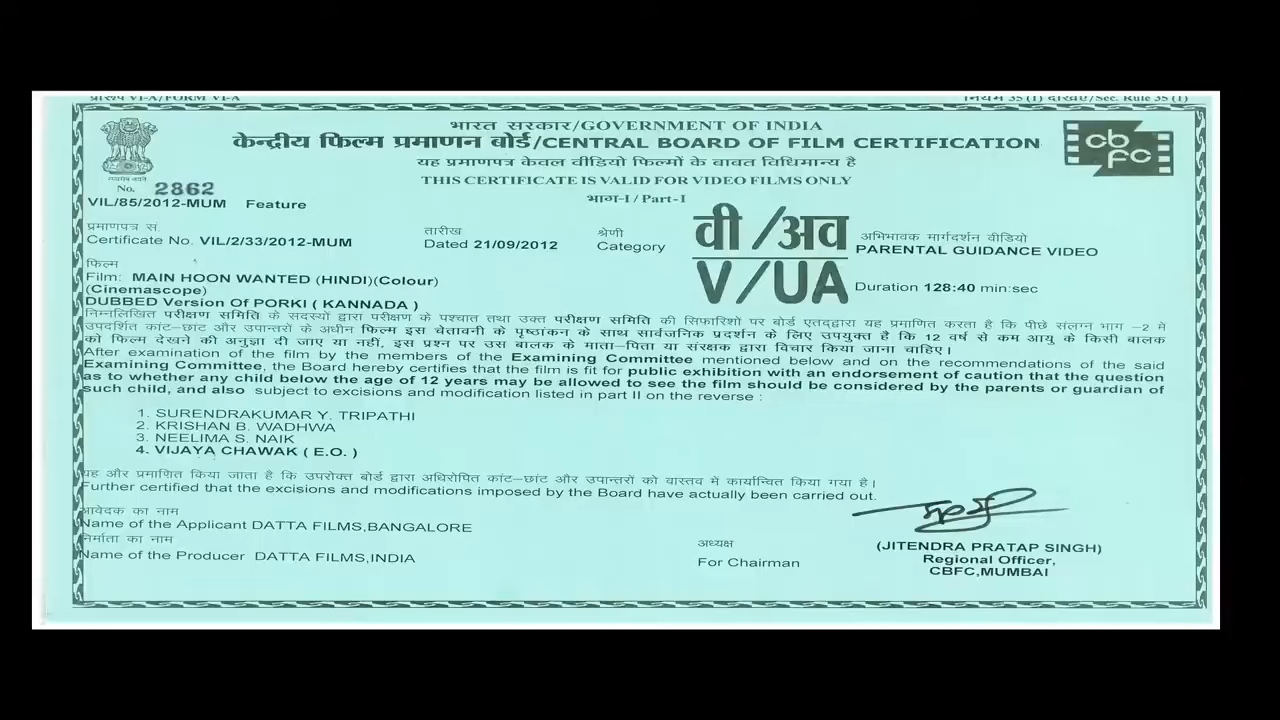 प्रारूप VI-A/FORM VI-A
नियम 35 (1) देखिए/Sec. Rule 35 (1)
भारत सरकार/GOVERNMENT OF INDIA
केन्द्रीय फिल्म प्रमाणन बोर्ड/CENTRAL BOARD OF FILM CERTIFICATION
cb
fc
यह प्रमाणपत्र केवल वीडियो फिल्मों के बावत विधिमान्य है
THIS CERTIFICATE IS VALID FOR VIDEO FILMS ONLY
No. 2862
भाग-I / Part-I
VIL/85/2012-MUM Feature
प्रमाणपत्र सं.
Certificate No. VIL/2/33/2012-MUM
तारीख
Dated 21/09/2012
श्रेणी
Category
वी/अव
V/UA
अभिभावक मार्गदर्शन वीडियो
PARENTAL GUIDANCE VIDEO
Duration 128:40 min:sec
फिल्म
Film: MAIN HOON WANTED (HINDI)(Colour)
(Cinemascope)
DUBBED Version Of PORKI ( KANNADA )
निम्नलिखित परीक्षण समिति के सदस्यों द्वारा परीक्षण के पश्चात तथा उक्त परीक्षण समिति की सिफारिशों पर बोर्ड एतद्द्वारा यह प्रमाणित करता है कि पीछे संलग्न भाग -2 में
उपदर्शित कांट-छांट और उपान्तरों के अधीन फिल्म इस चेतावनी के पृष्ठांकन के साथ सार्वजनिक प्रदर्शन के लिए उपयुक्त है कि 12 वर्ष से कम आयु के किसी बालक
को फिल्म देखने की अनुज्ञा दी जाए या नहीं, इस प्रश्न पर उस बालक के माता-पिता या संरक्षक द्वारा विचार किया जाना चाहिए।
After examination of the film by the members of the Examining Committee mentioned below and on the recommendations of the said
Examining Committee, the Board hereby certifies that the film is fit for public exhibition with an endorsement of caution that the question
as to whether any child below the age of 12 years may be allowed to see the film should be considered by the parents or guardian of
such child, and also subject to excisions and modification listed in part II on the reverse :
1. SURENDRAKUMAR Y. TRIPATHI
2. KRISHAN B. WADHWA
3. NEELIMA S. NAIK
4. VIJAYA CHAWAK ( E.O. )
यह और प्रमाणित किया जाता है कि उपरोक्त बोर्ड द्वारा अधिरोपित कांट-छांट और उपान्तरों को वास्तव में कार्यान्वित किया गया है।
Further certified that the excisions and modifications imposed by the Board have actually been carried out.
आवेदक का नाम
Name of the Applicant DATTA FILMS,BANGALORE
निर्माता का नाम
Name of the Producer DATTA FILMS,INDIA
अध्यक्ष
For Chairman
(JITENDRA PRATAP SINGH)
Regional Officer,
CBFC,MUMBAI